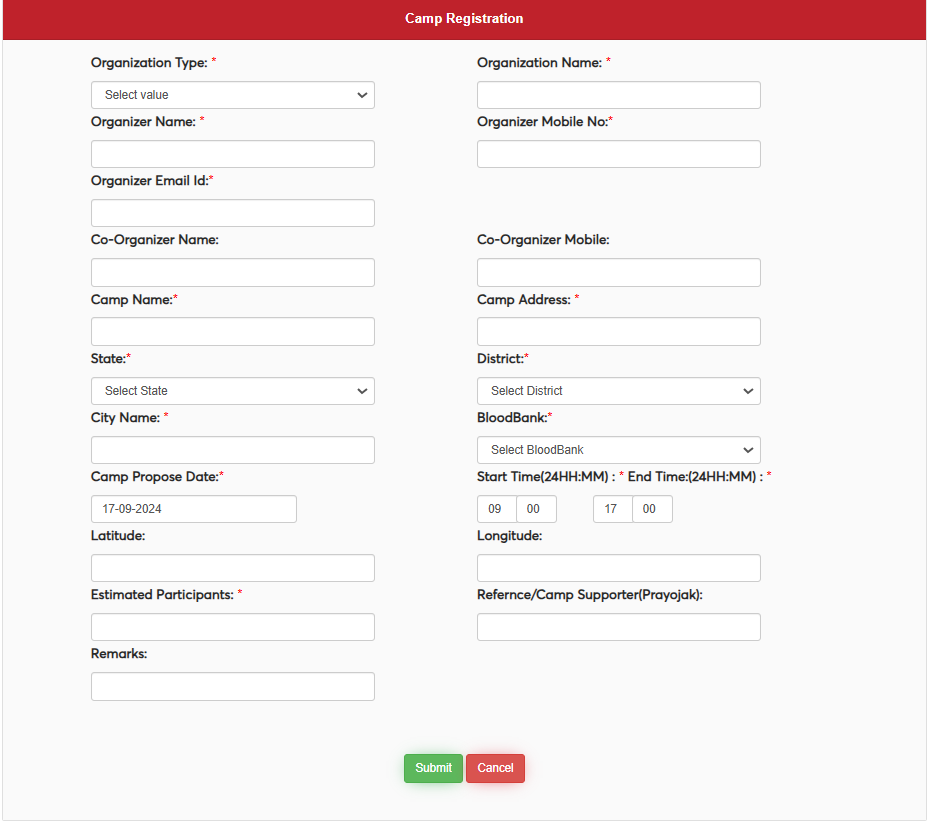 Camp Registration
Organization Type: * Organization Name: *
Select value
Organizer Name: * Organizer Mobile No:*
Organizer Email Id:*
Co-Organizer Name: Co-Organizer Mobile:
Camp Name:* Camp Address: *
State:* District:*
Select State Select District
City Name: * BloodBank:*
Select BloodBank
Camp Propose Date:* Start Time(24HH:MM) : * End Time:(24HH:MM) : *
17-09-2024 09 00 17 00
Latitude: Longitude:
Estimated Participants: * Refernce/Camp Supporter(Prayojak):
Remarks:
Submit Cancel